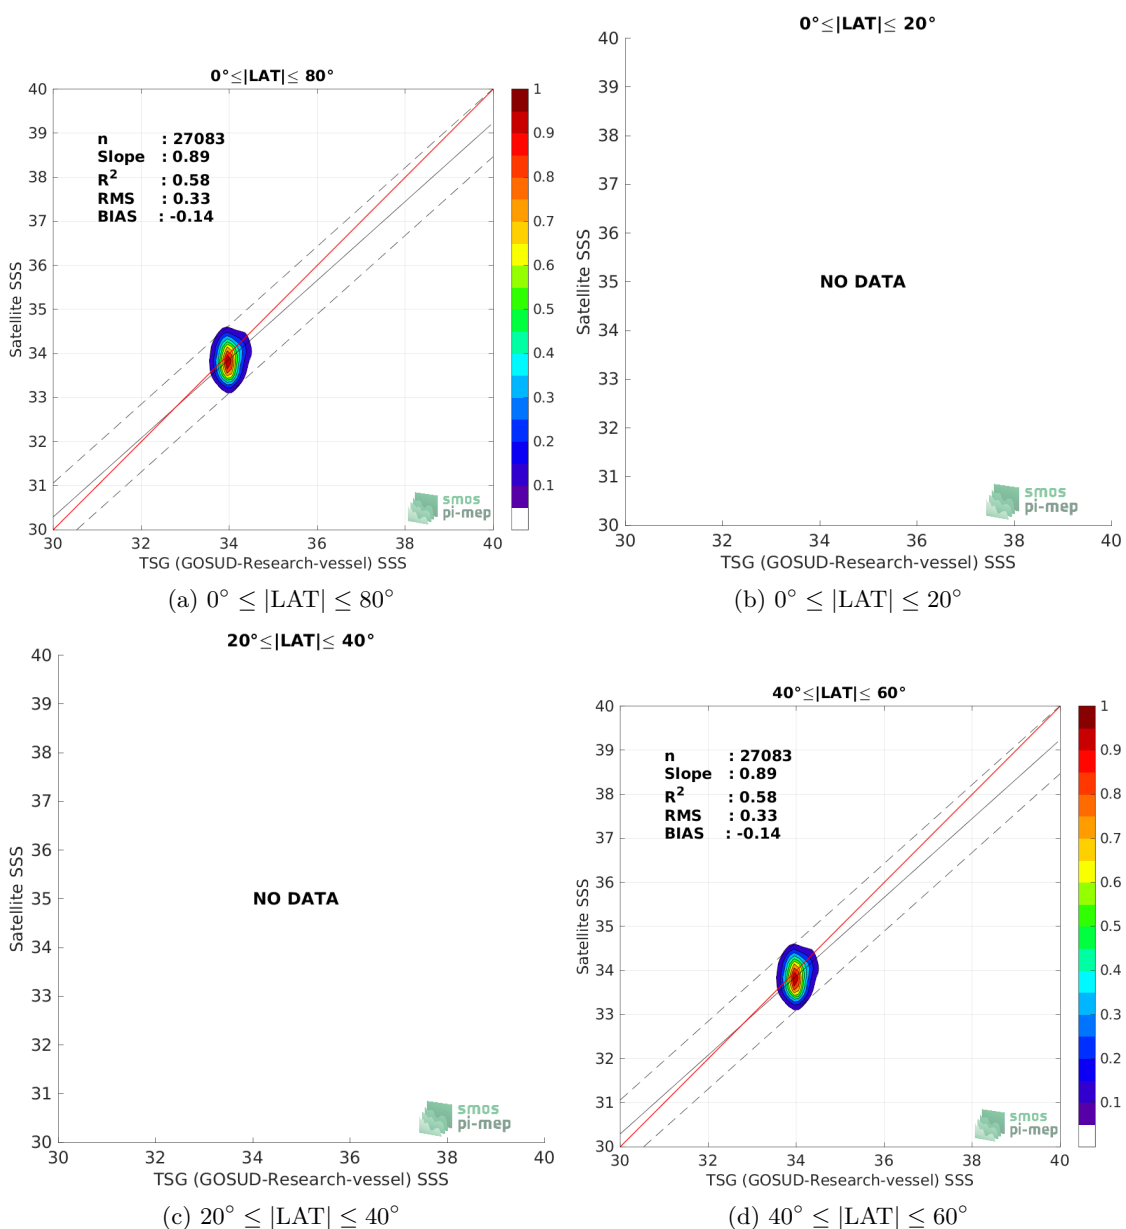 0°≤|LAT|≤ 80°
n : 27083
Slope : 0.89
R² : 0.58
RMS : 0.33
BIAS : -0.14
40
39
38
37
36
35
34
33
32
31
30
30 32 34 36 38 40
Satellite SSS
TSG (GOSUD-Research-vessel) SSS
1
0.9
0.8
0.7
0.6
0.5
0.4
0.3
0.2
0.1
smos
pi-mep
(a) 0° ≤ |LAT| ≤ 80°
0°≤|LAT|≤ 20°
40
39
38
37
36
35
34
33
32
31
30
30 32 34 36 38 40
Satellite SSS
NO DATA
TSG (GOSUD-Research-vessel) SSS
smos
pi-mep
(b) 0° ≤ |LAT| ≤ 20°
20°≤|LAT|≤ 40°
40
39
38
37
36
35
34
33
32
31
30
30 32 34 36 38 40
Satellite SSS
NO DATA
TSG (GOSUD-Research-vessel) SSS
smos
pi-mep
(c) 20° ≤ |LAT| ≤ 40°
40°≤|LAT|≤ 60°
n : 27083
Slope : 0.89
R² : 0.58
RMS : 0.33
BIAS : -0.14
40
39
38
37
36
35
34
33
32
31
30
30 32 34 36 38 40
Satellite SSS
TSG (GOSUD-Research-vessel) SSS
1
0.9
0.8
0.7
0.6
0.5
0.4
0.3
0.2
0.1
smos
pi-mep
(d) 40° ≤ |LAT| ≤ 60°